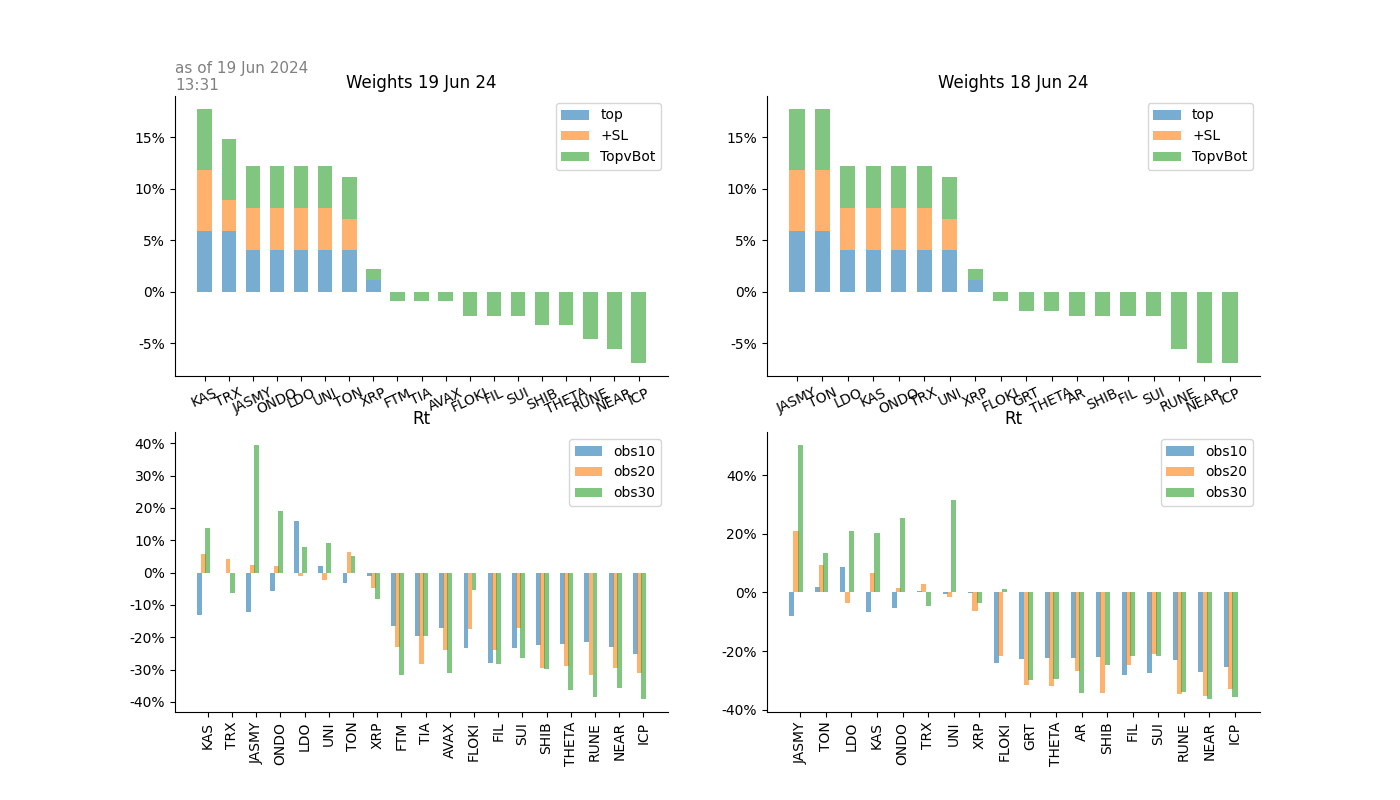 as of 19 Jun 2024
13:31
Weights 19 Jun 24
15%
10%
5%
0%
-5%
top
+SL
TopvBot
KAS TRX JASMY ONDO LDO UNI TON XRP FTM TIA AVAX FLOKI FIL SUI SHIB THETA RUNE NEAR ICP
Weights 18 Jun 24
15%
10%
5%
0%
-5%
top
+SL
TopvBot
JASMY TON LDO KAS ONDO TRX UNI XRP FLOKI GRT THETA AR SHIB FIL SUI RUNE NEAR ICP
Rt
40%
30%
20%
10%
0%
-10%
-20%
-30%
-40%
obs10
obs20
obs30
KAS TRX JASMY ONDO LDO UNI TON XRP FTM TIA AVAX FLOKI FIL SUI SHIB THETA RUNE NEAR ICP
Rt
40%
20%
0%
-20%
-40%
obs10
obs20
obs30
JASMY TON LDO KAS ONDO TRX UNI XRP FLOKI GRT THETA AR SHIB FIL SUI RUNE NEAR ICP